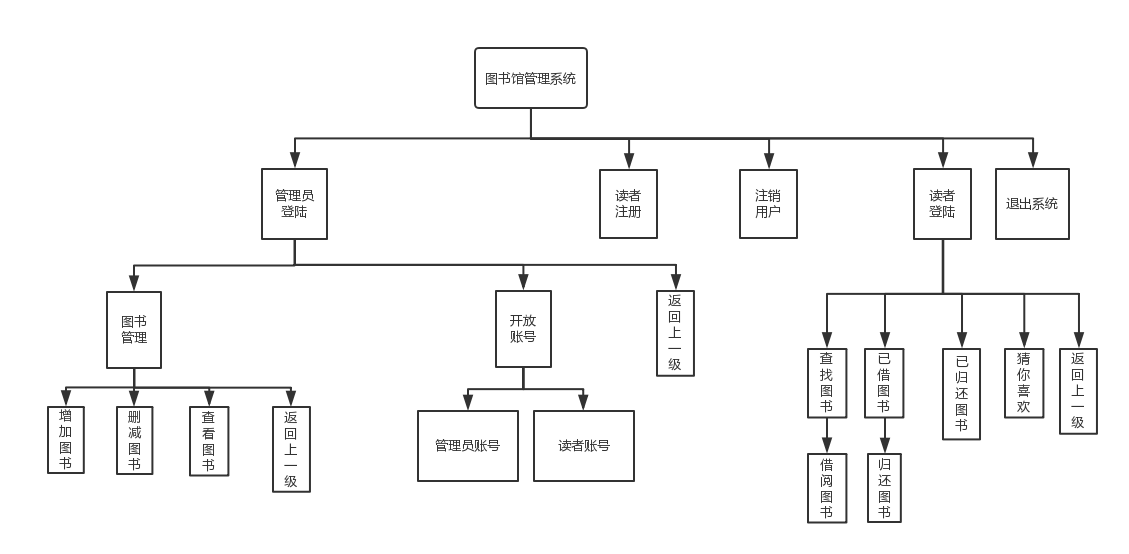 图书馆管理系统
管理员
登陆
读者
注册
注销
用户
读者
登陆
退出系统
图书
管理
开放
账号
返回上一级
查找图书
已借图书
已归还图书
猜你喜欢
返回上一级
增加图书
删减图书
查看图书
返回上一级
管理员账号
读者账号
借阅图书
归还图书